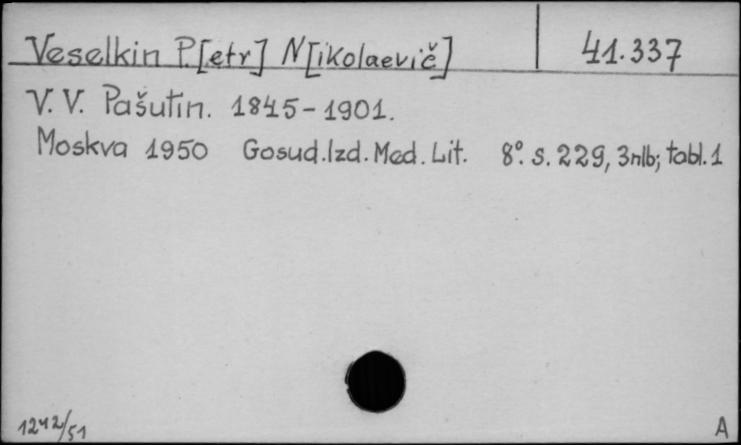 Veselkin P.[etr] N[ikolaevič] 41.337
V. V. Pašutin. 1845-1901.
Moskva 1950 Gosud.Izd. Med. Lit. 8°. s. 229, 3nlb; tabl. 1
1242/51 A